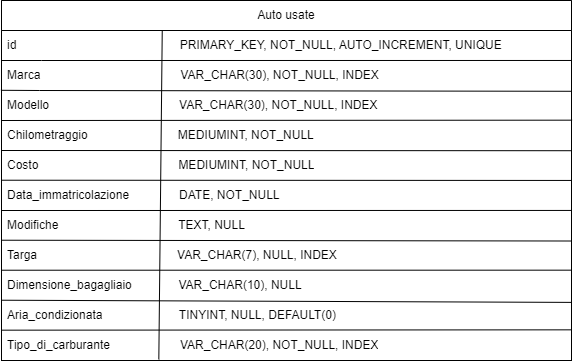 Auto usate
id PRIMARY_KEY, NOT_NULL, AUTO_INCREMENT, UNIQUE
Marca VAR_CHAR(30), NOT_NULL, INDEX
Modello VAR_CHAR(30), NOT_NULL, INDEX
Chilometraggio MEDIUMINT, NOT_NULL
Costo MEDIUMINT, NOT_NULL
Data_immatricolazione DATE, NOT_NULL
Modifiche TEXT, NULL
Targa VAR_CHAR(7), NULL, INDEX
Dimensione_bagagliaio VAR_CHAR(10), NULL
Aria_condizionata TINYINT, NULL, DEFAULT(0)
Tipo_di_carburante VAR_CHAR(20), NOT_NULL, INDEX